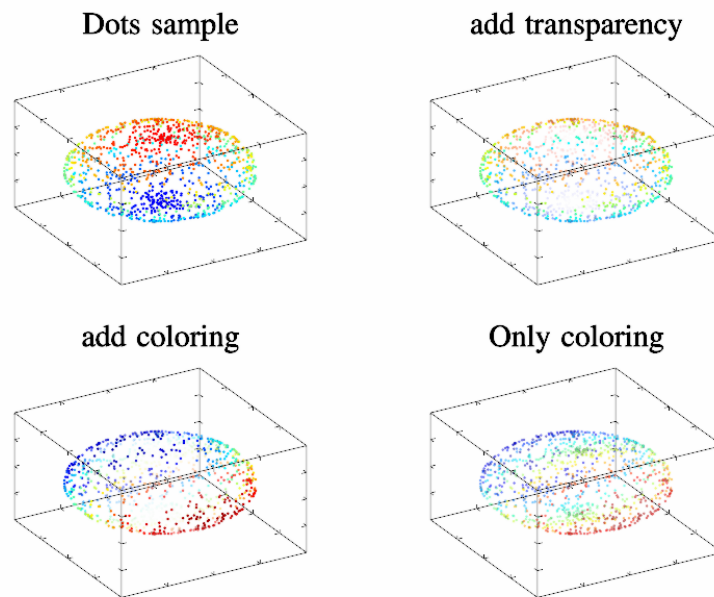 Dots sample
add transparency
add coloring
Only coloring